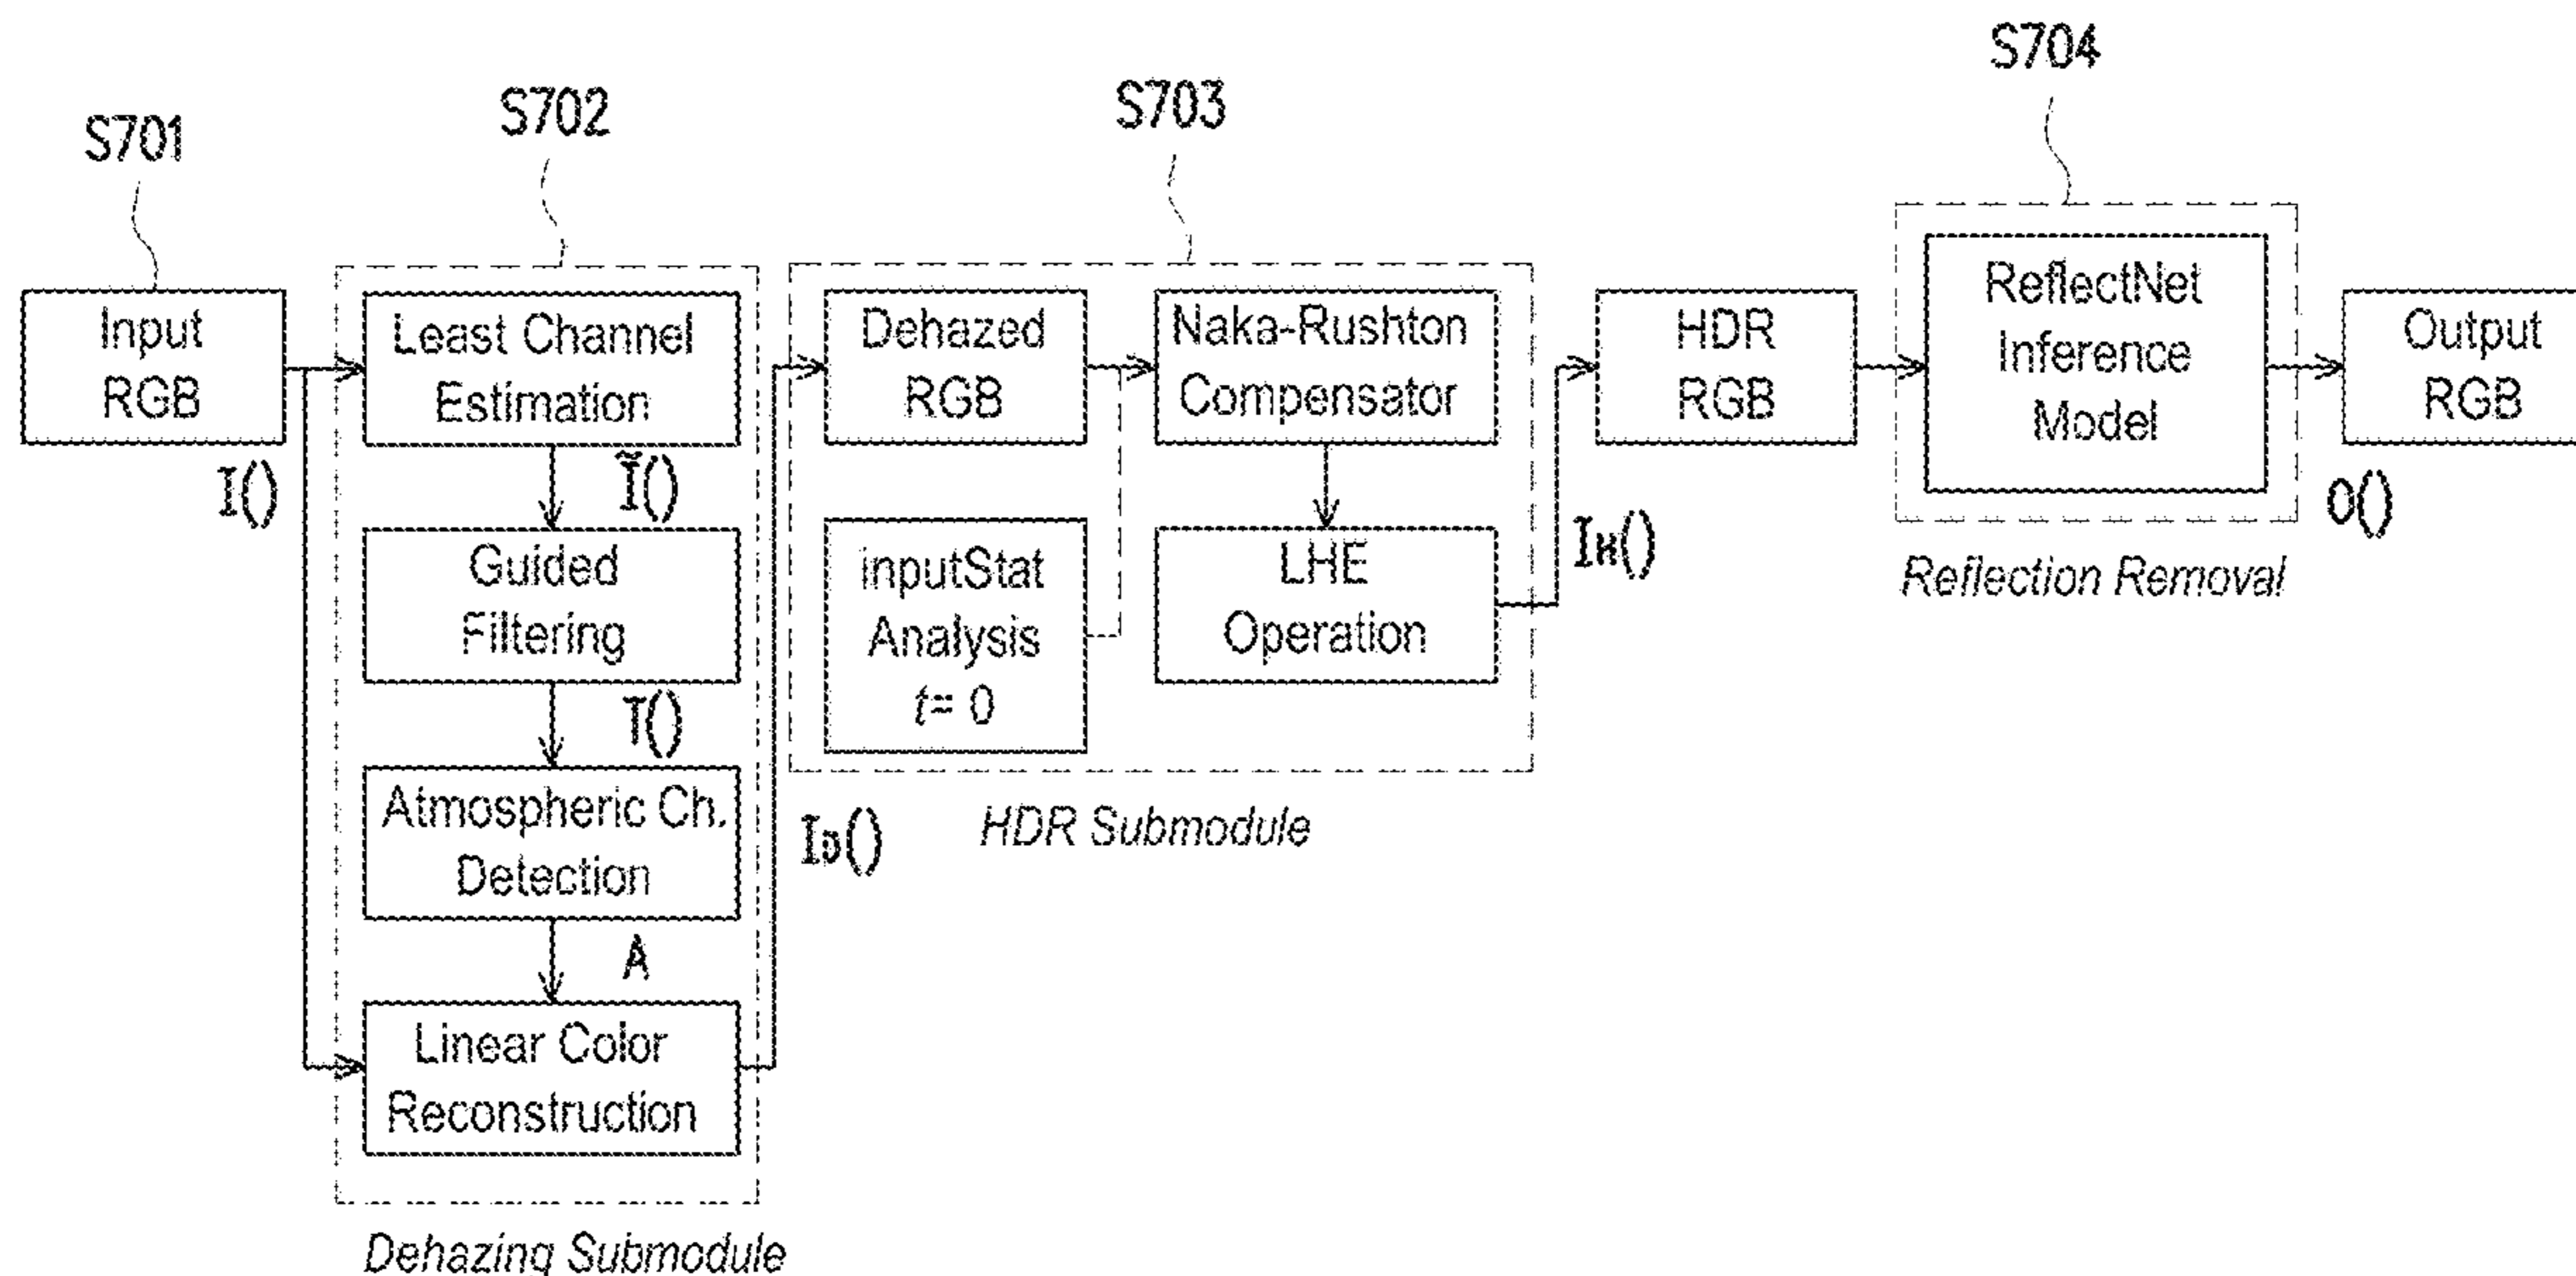 S701
S702
S703
S704
Input
RGB
I()
Least Channel
Estimation
Ĩ()
Guided
Filtering
T()
Atmospheric Ch.
Detection
A
Linear Color
Reconstruction
Dehazing Submodule
I_D()
Dehazed
RGB
inputStat
Analysis
t= 0
Naka-Rushton
Compensator
LHE
Operation
HDR Submodule
I_H()
HDR
RGB
ReflectNet
Inference
Model
Reflection Removal
O()
Output
RGB